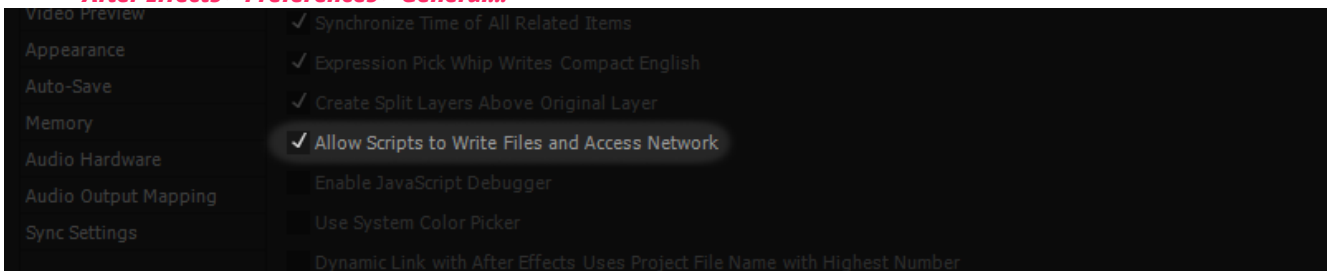 After Effects - Preferences - General...
Video Preview
Synchronize Time of All Related Items
Appearance
Expression Pick Whip Writes Compact English
Auto-Save
Create Split Layers Above Original Layer
Memory
Allow Scripts to Write Files and Access Network
Audio Hardware
Enable JavaScript Debugger
Audio Output Mapping
Use System Color Picker
Sync Settings
Dynamic Link with After Effects Uses Project File Name with Highest Number